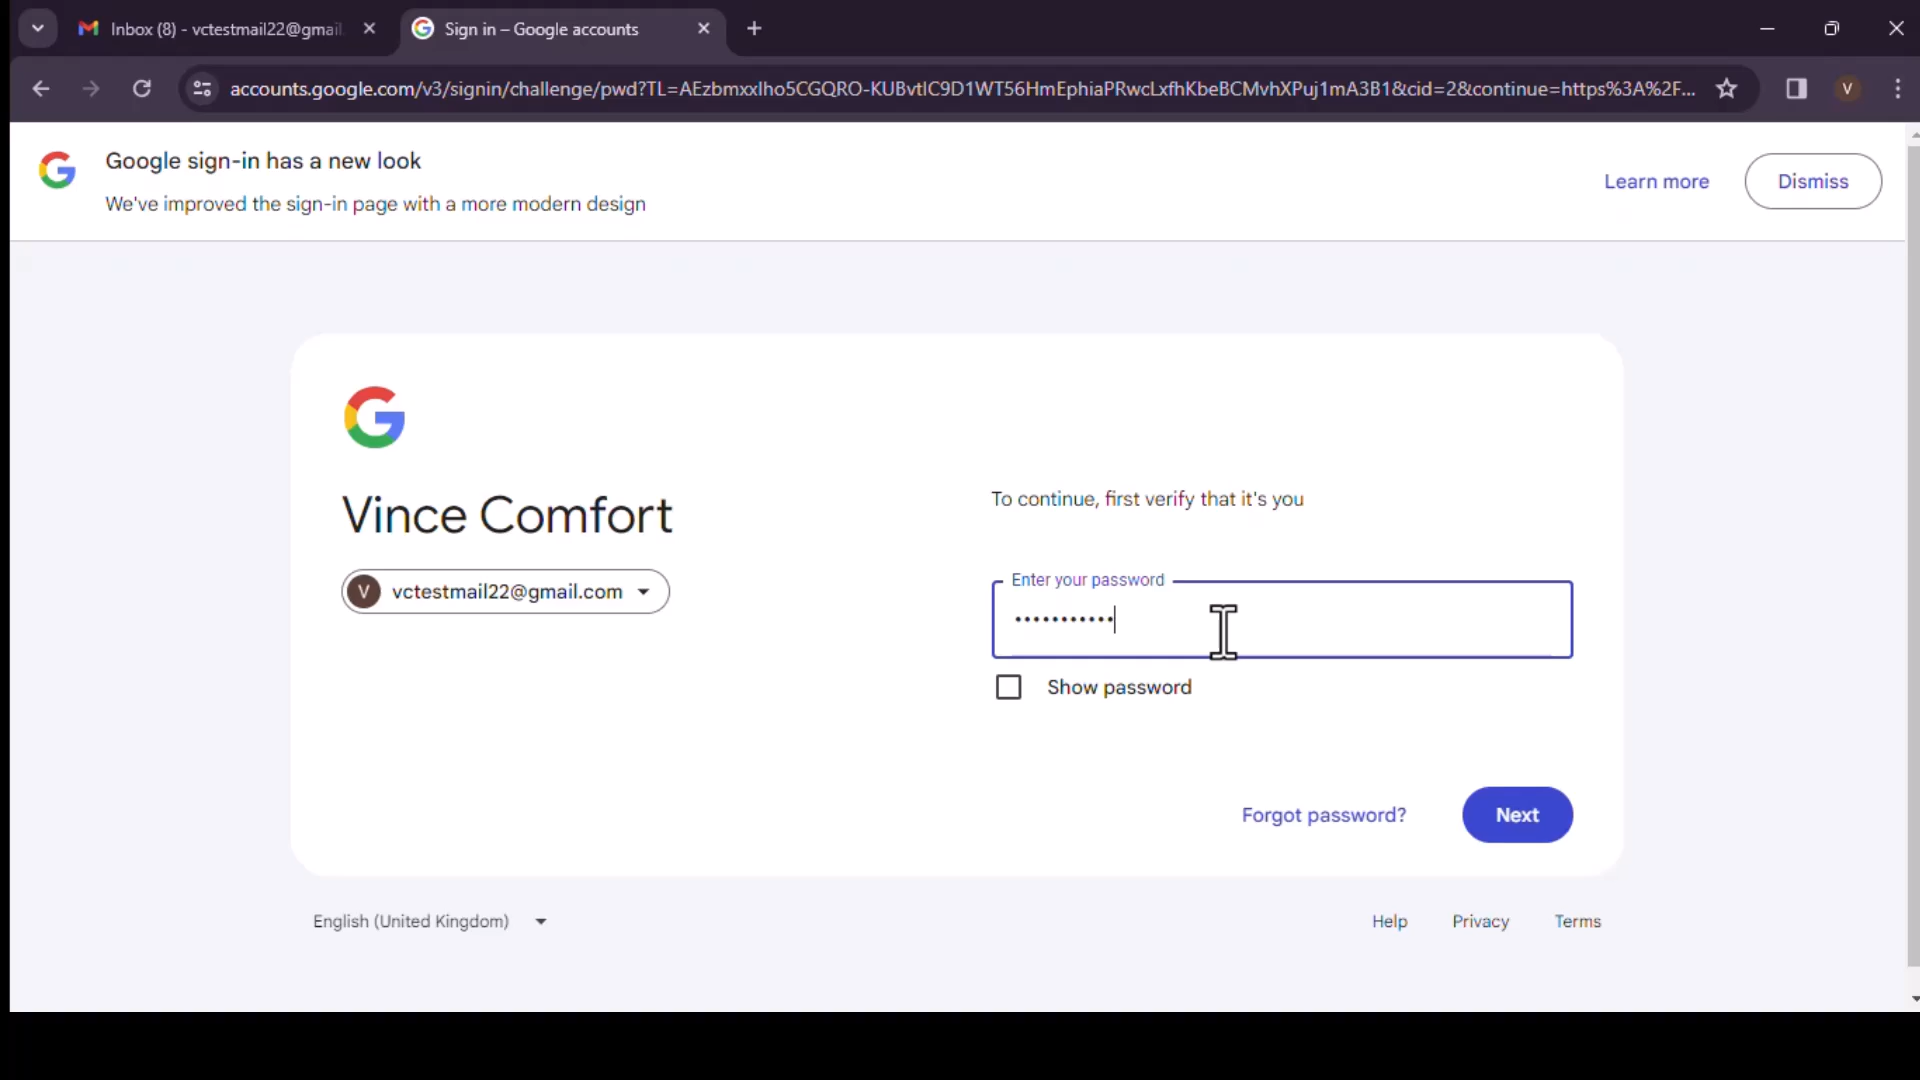 Inbox (8) - vctestmail22@gmail.
Sign in – Google accounts
accounts.google.com/v3/signin/challenge/pwd?TL=AEzbmxxIho5CGQRO-KUBvtIC9D1WT56HmEphiaPRwcLxfhKbeBCMvhXPuj1mA3B1&cid=2&continue=https%3A%2F...
V
Google sign-in has a new look
We've improved the sign-in page with a more modern design
Learn more
Dismiss
Vince Comfort
V vctestmail22@gmail.com
To continue, first verify that it's you
Enter your password
•••••••••••
Show password
Forgot password?
Next
English (United Kingdom)
Help
Privacy
Terms